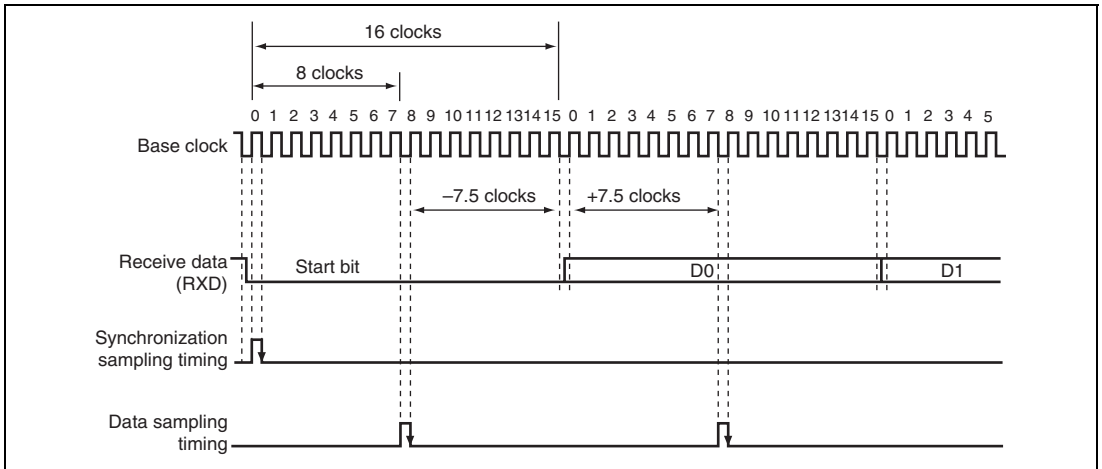 16 clocks
8 clocks
0 1 2 3 4 5 6 7 8 9 10 11 12 13 14 15 0 1 2 3 4 5 6 7 8 9 10 11 12 13 14 15 0 1 2 3 4 5
Base clock
–7.5 clocks +7.5 clocks
Receive data
(RXD)
Start bit D0 D1
Synchronization
sampling timing
Data sampling
timing